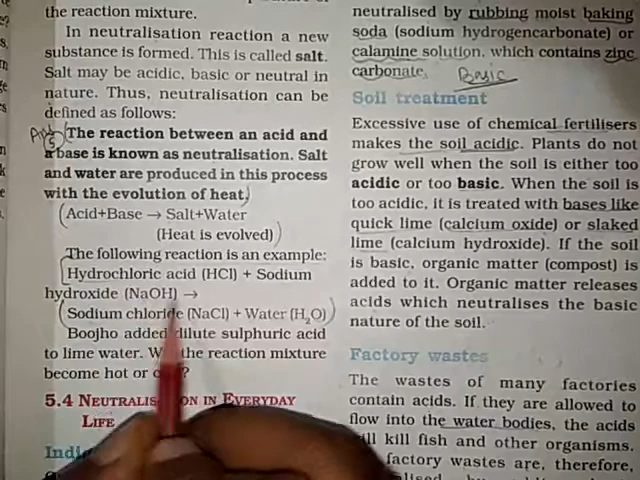 the reaction mixture.
In neutralisation reaction a new
substance is formed. This is called salt.
Salt may be acidic, basic or neutral in
nature. Thus, neutralisation can be
defined as follows:
The reaction between an acid and
a base is known as neutralisation. Salt
and water are produced in this process
with the evolution of heat.
Acid+Base → Salt+Water
(Heat is evolved)
The following reaction is an example:
Hydrochloric acid (HCl) + Sodium
hydroxide (NaOH) →
Sodium chloride (NaCl) + Water (H₂O)
Boojho added dilute sulphuric acid
to lime water. the reaction mixture
become hot or
5.4 NEUTRALISATION IN EVERYDAY
LIFE
neutralised by rubbing moist baking
soda (sodium hydrogencarbonate) or
calamine solution, which contains zinc
carbonate. Basic
Soil treatment
Excessive use of chemical fertilisers
makes the soil acidic. Plants do not
grow well when the soil is either too
acidic or too basic. When the soil is
too acidic, it is treated with bases like
quick lime (calcium oxide) or slaked
lime (calcium hydroxide). If the soil
is basic, organic matter (compost) is
added to it. Organic matter releases
acids which neutralises the basic
nature of the soil.
Factory wastes
The wastes of many factories
contain acids. If they are allowed to
flow into the water bodies, the acids
kill fish and other organisms.
factory wastes are, therefore,